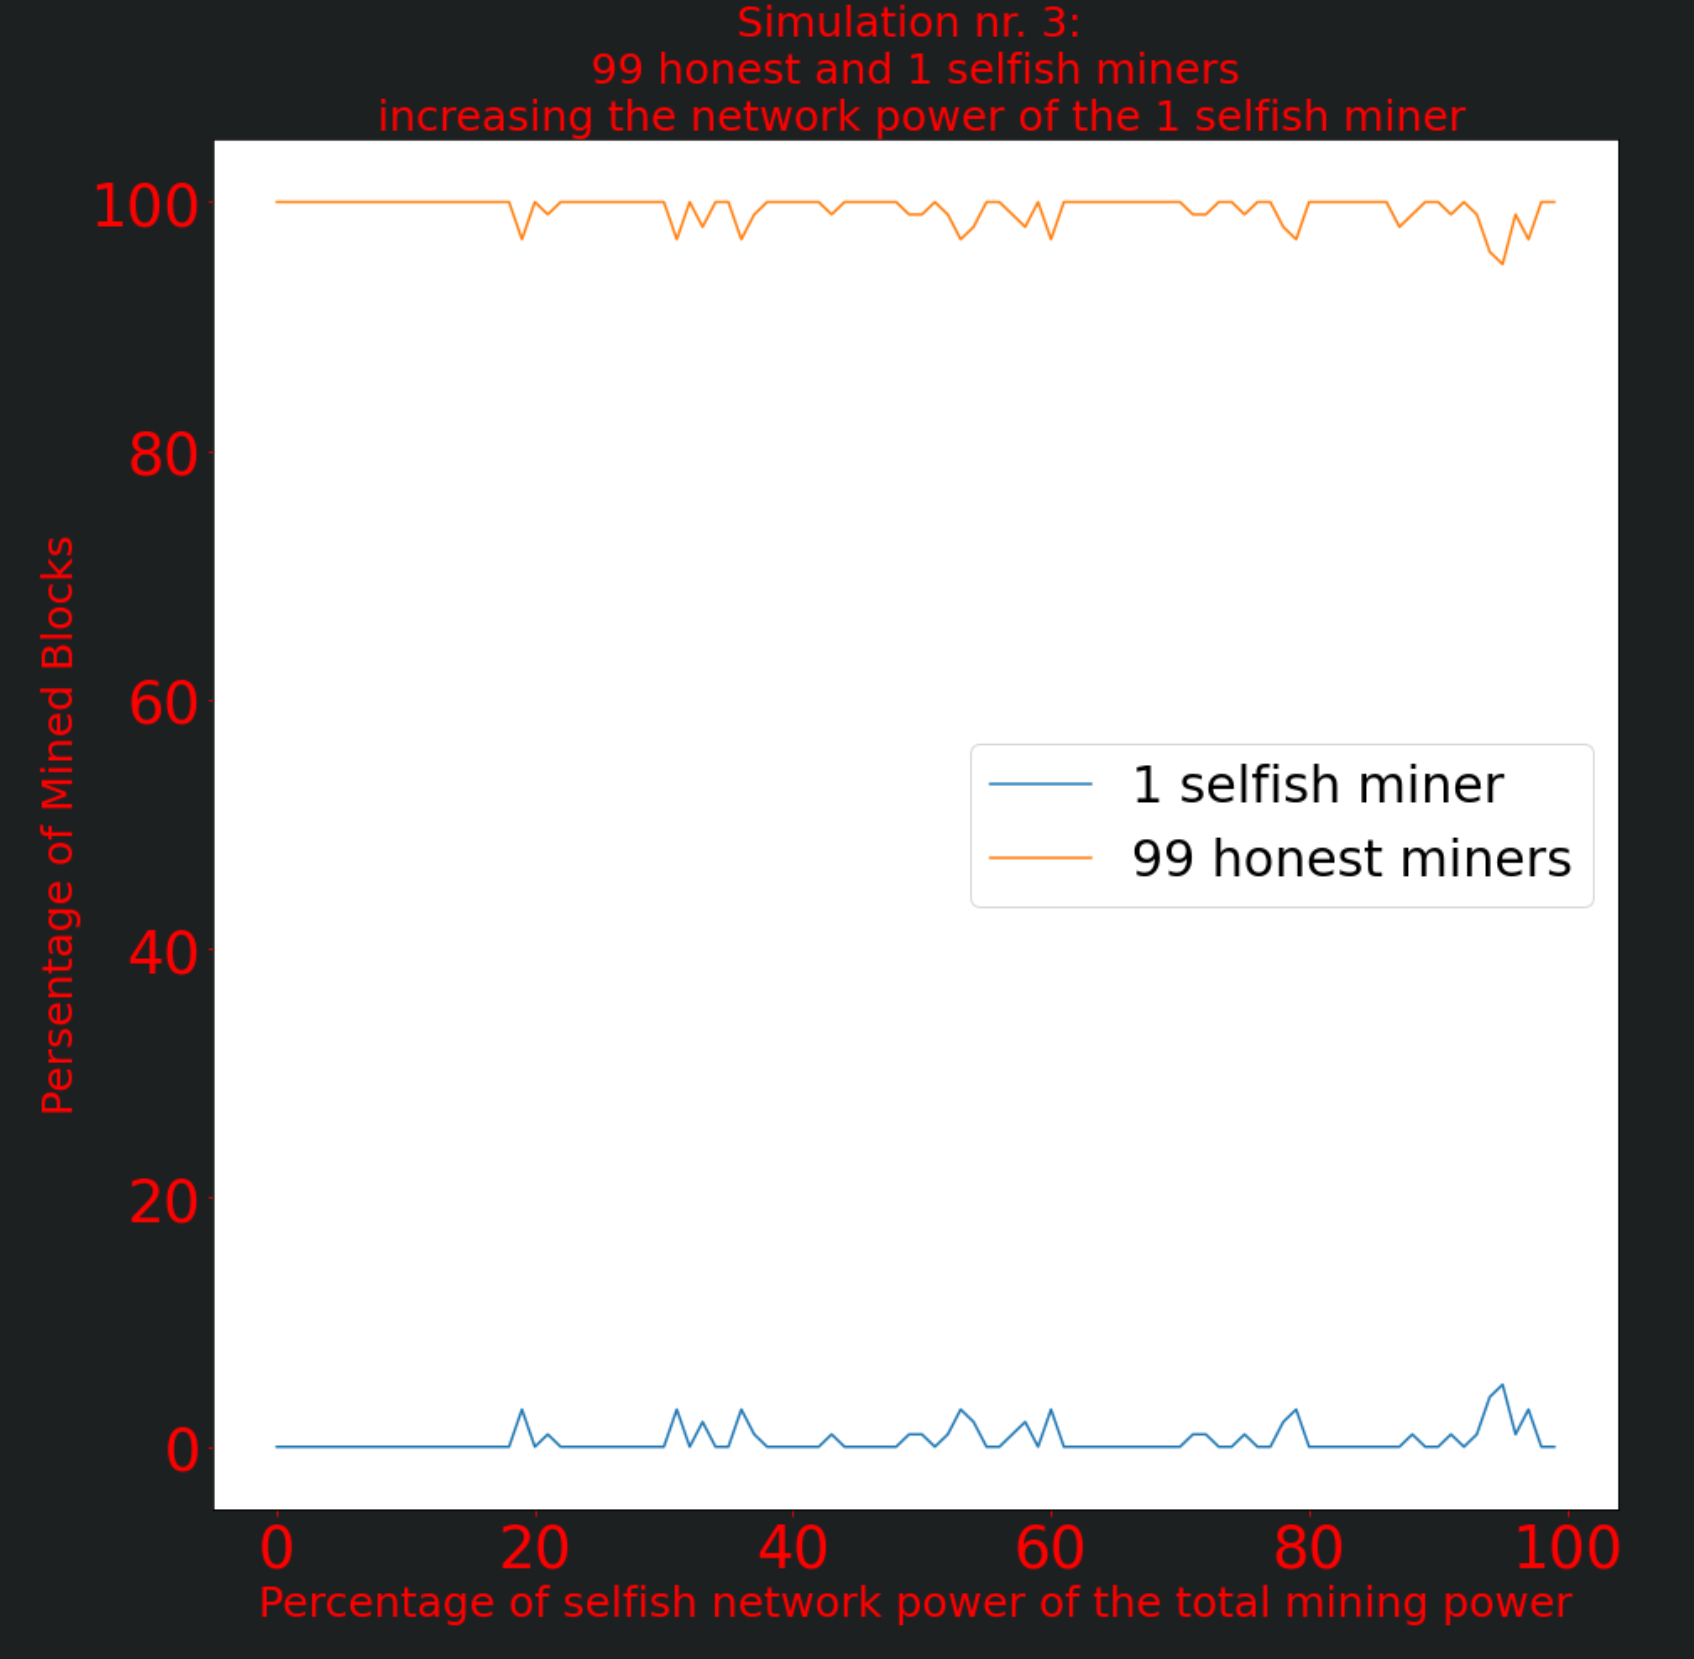 Simulation nr. 3:
99 honest and 1 selfish miners
increasing the network power of the 1 selfish miner
100
80
60
40
20
0
Persentage of Mined Blocks
1 selfish miner
99 honest miners
0 20 40 60 80 100
Percentage of selfish network power of the total mining power